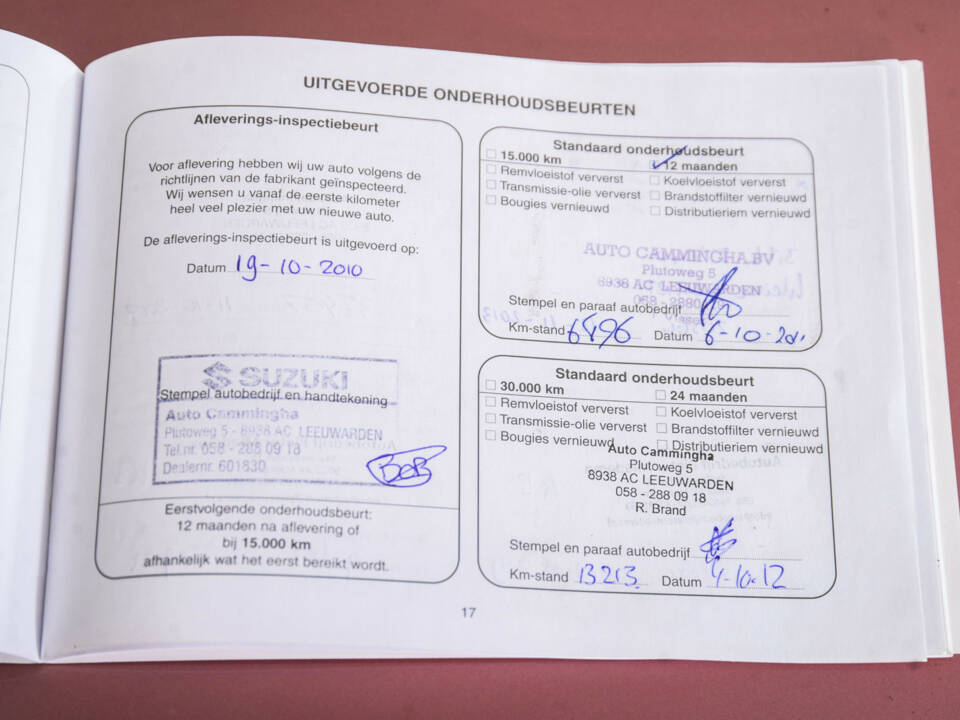 UITGEVOERDE ONDERHOUDSBEURTEN
Afleverings-inspectiebeurt
Voor aflevering hebben wij uw auto volgens de
richtlijnen van de fabrikant geïnspecteerd.
Wij wensen u vanaf de eerste kilometer
heel veel plezier met uw nieuwe auto.
De afleverings-inspectiebeurt is uitgevoerd op:
Datum 19-10-2010
SUZUKI
Stempel autobedrijf en handtekening
Auto Cammingha
Plutoweg 5 - 8938 AC LEEUWARDEN
Tel.nr. 058 - 288 09 18
Dealernr. 601830
BOB
Eerstvolgende onderhoudsbeurt:
12 maanden na aflevering of
bij 15.000 km
afhankelijk wat het eerst bereikt wordt.
Standaard onderhoudsbeurt
15.000 km 12 maanden
Remvloeistof ververst Koelvloeistof ververst
Transmissie-olie ververst Brandstoffilter vernieuwd
Bougies vernieuwd Distributieriem vernieuwd
AUTO CAMMINGHA BV
Plutoweg 5
8938 AC LEEUWARDEN
058 - 2880
Stempel en paraaf autobedrijf
Km-stand 6896 Datum 6-10-2011
Standaard onderhoudsbeurt
30.000 km 24 maanden
Remvloeistof ververst Koelvloeistof ververst
Transmissie-olie ververst Brandstoffilter vernieuwd
Bougies vernieuwd Distributieriem vernieuwd
Auto Cammingha
Plutoweg 5
8938 AC LEEUWARDEN
058 - 288 09 18
R. Brand
Stempel en paraaf autobedrijf
Km-stand 13213 Datum 4-10-12
17